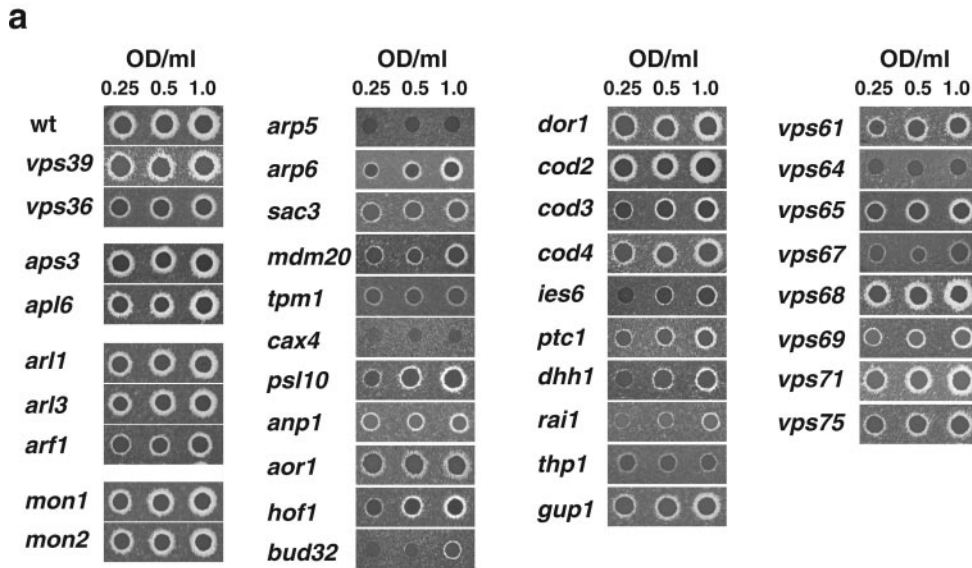 a
OD/ml
0.25 0.5 1.0
wt
vps39
vps36
aps3
apl6
arl1
arl3
arf1
mon1
mon2
OD/ml
0.25 0.5 1.0
arp5
arp6
sac3
mdm20
tpm1
cax4
psl10
anp1
aor1
hof1
bud32
OD/ml
0.25 0.5 1.0
dor1
cod2
cod3
cod4
ies6
ptc1
dhh1
rai1
thp1
gup1
OD/ml
0.25 0.5 1.0
vps61
vps64
vps65
vps67
vps68
vps69
vps71
vps75